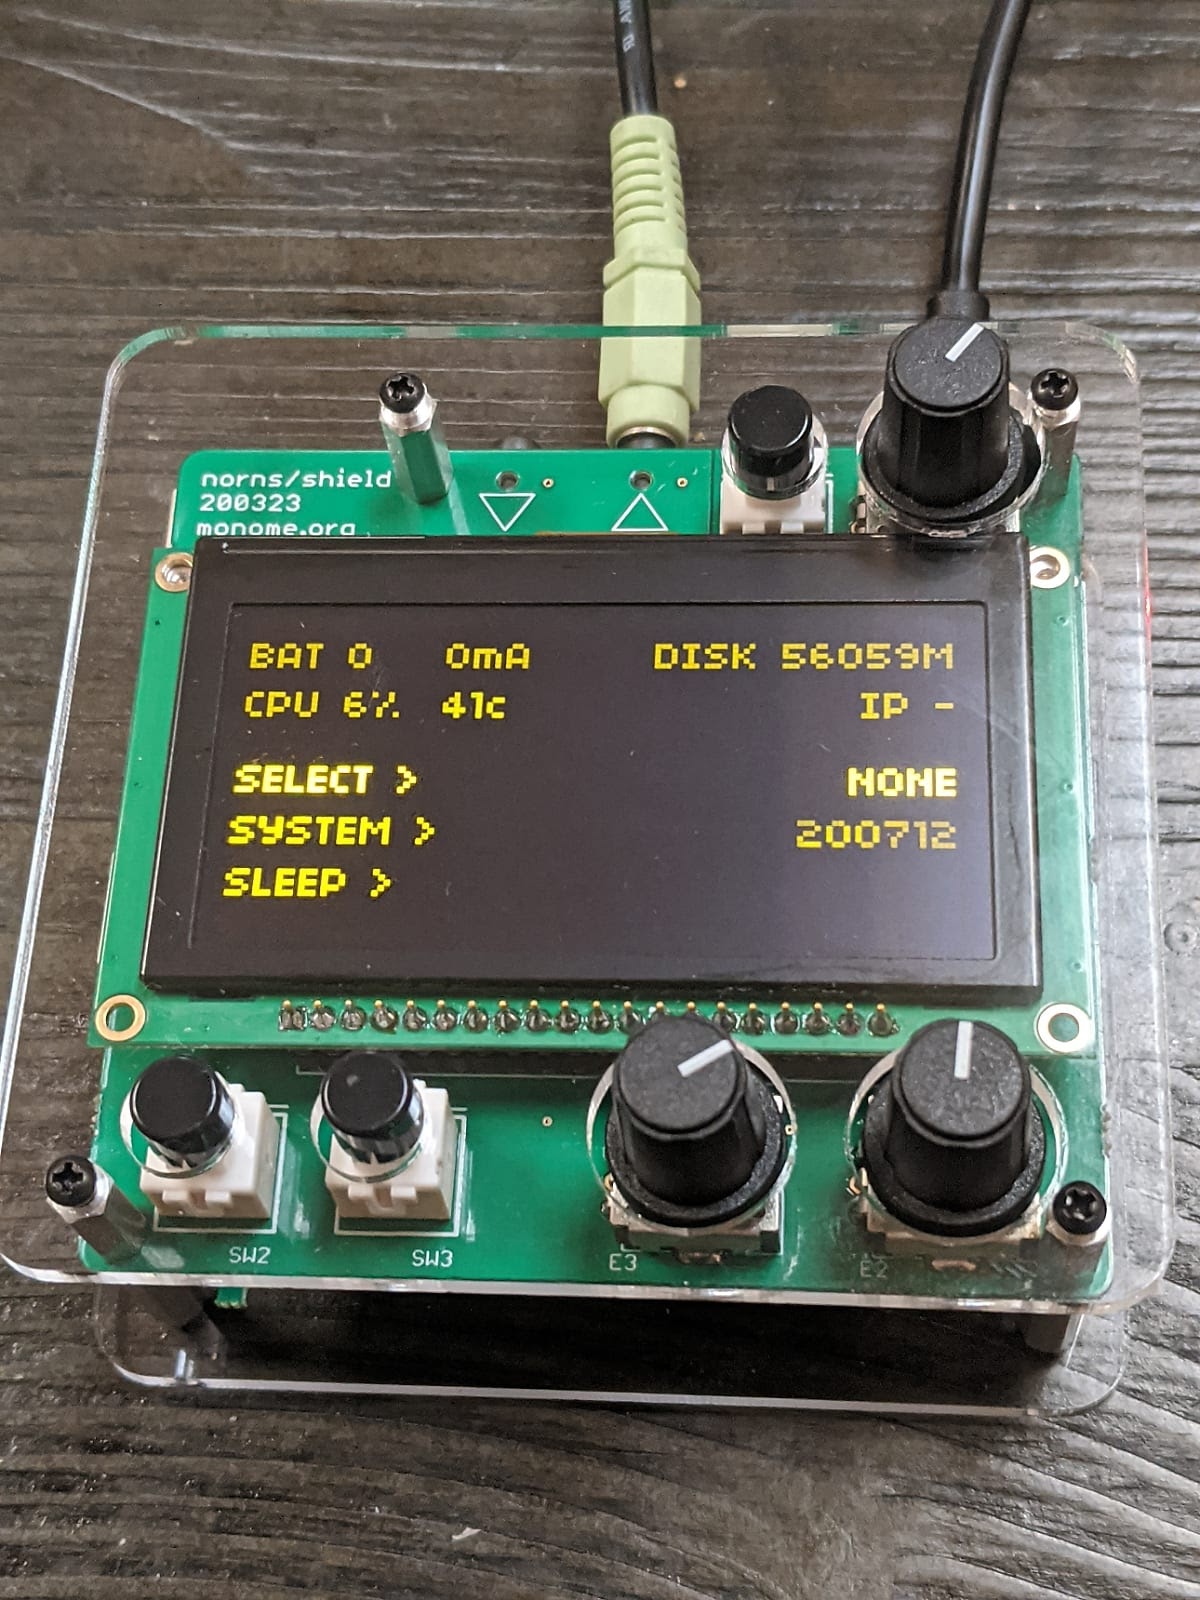 norns/shield
200323
monome.org
BAT 0 0mA DISK 56059M
CPU 6% 41c IP -
SELECT > NONE
SYSTEM > 200712
SLEEP >
SW2 SW3 E3 E2